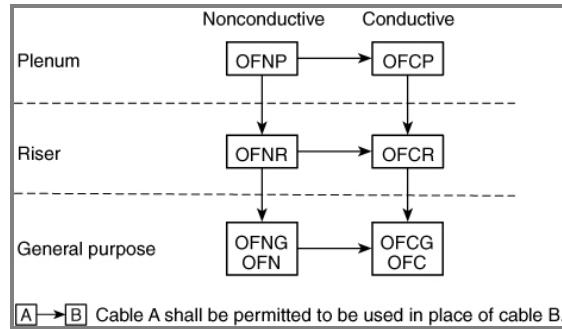 Nonconductive Conductive
Plenum OFNP OFCP
Riser OFNR OFCR
General purpose OFNG OFCG
OFN OFC
A B Cable A shall be permitted to be used in place of cable B.